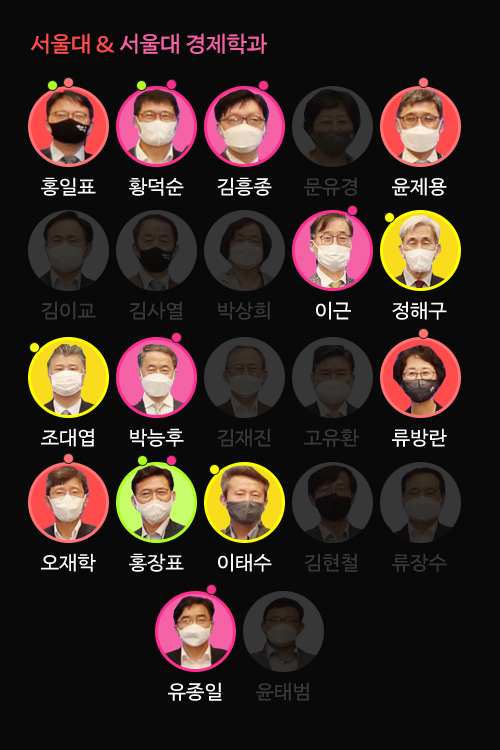 서울대 & 서울대 경제학과
홍일표 황덕순 김흥종 문유경 윤제용
김이교 김사열 박상희 이근 정해구
조대엽 박능후 김재진 고유환 류방란
오재학 홍장표 이태수 김현철 류장수
유종일 윤태범